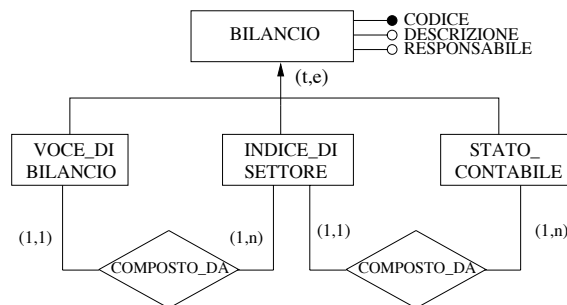 BILANCIO
CODICE
DESCRIZIONE
RESPONSABILE
(t,e)
VOCE_DI
BILANCIO
INDICE_DI
SETTORE
STATO_
CONTABILE
(1,1)
(1,n)
(1,1)
(1,n)
COMPOSTO_DA
COMPOSTO_DA